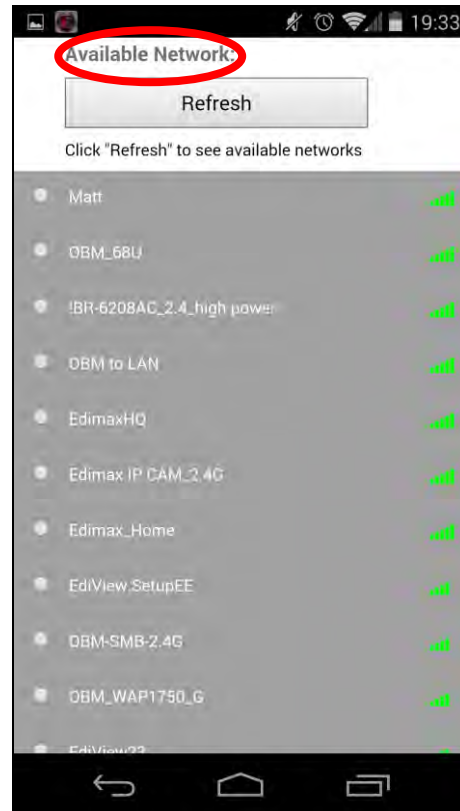 19:33
Available Network:
Refresh
Click "Refresh" to see available networks
Matt
OBM_68U
!BR-6208AC_2.4_high power
OBM to LAN
EdimaxHQ
Edimax IP CAM_2.4G
Edimax_Home
EdiView.SetupEE
OBM-SMB-2.4G
OBM_WAP1750_G
EdiView22